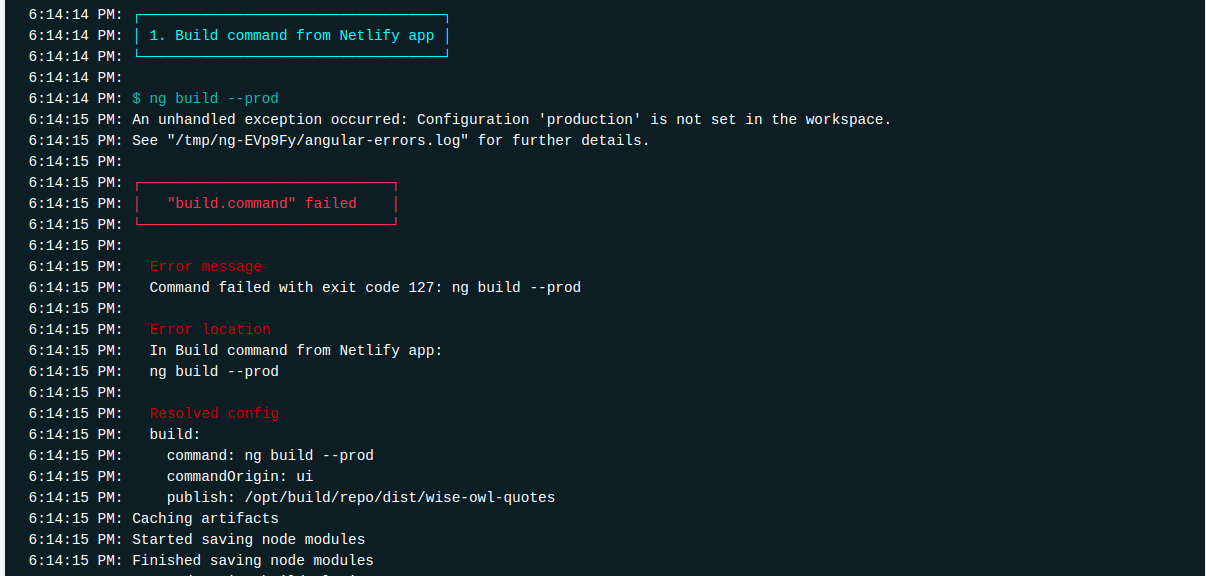 6:14:14 PM: ┌────────────────────────────────────┐
6:14:14 PM: │ 1. Build command from Netlify app │
6:14:14 PM: └────────────────────────────────────┘
6:14:14 PM:
6:14:14 PM: $ ng build --prod
6:14:15 PM: An unhandled exception occurred: Configuration 'production' is not set in the workspace.
6:14:15 PM: See "/tmp/ng-EVp9Fy/angular-errors.log" for further details.
6:14:15 PM:
6:14:15 PM: ┌─────────────────────────────┐
6:14:15 PM: │   "build.command" failed    │
6:14:15 PM: └─────────────────────────────┘
6:14:15 PM:
6:14:15 PM:   Error message
6:14:15 PM:   Command failed with exit code 127: ng build --prod
6:14:15 PM:
6:14:15 PM:   Error location
6:14:15 PM:   In Build command from Netlify app:
6:14:15 PM:   ng build --prod
6:14:15 PM:
6:14:15 PM:   Resolved config
6:14:15 PM:   build:
6:14:15 PM:     command: ng build --prod
6:14:15 PM:     commandOrigin: ui
6:14:15 PM:     publish: /opt/build/repo/dist/wise-owl-quotes
6:14:15 PM: Caching artifacts
6:14:15 PM: Started saving node modules
6:14:15 PM: Finished saving node modules